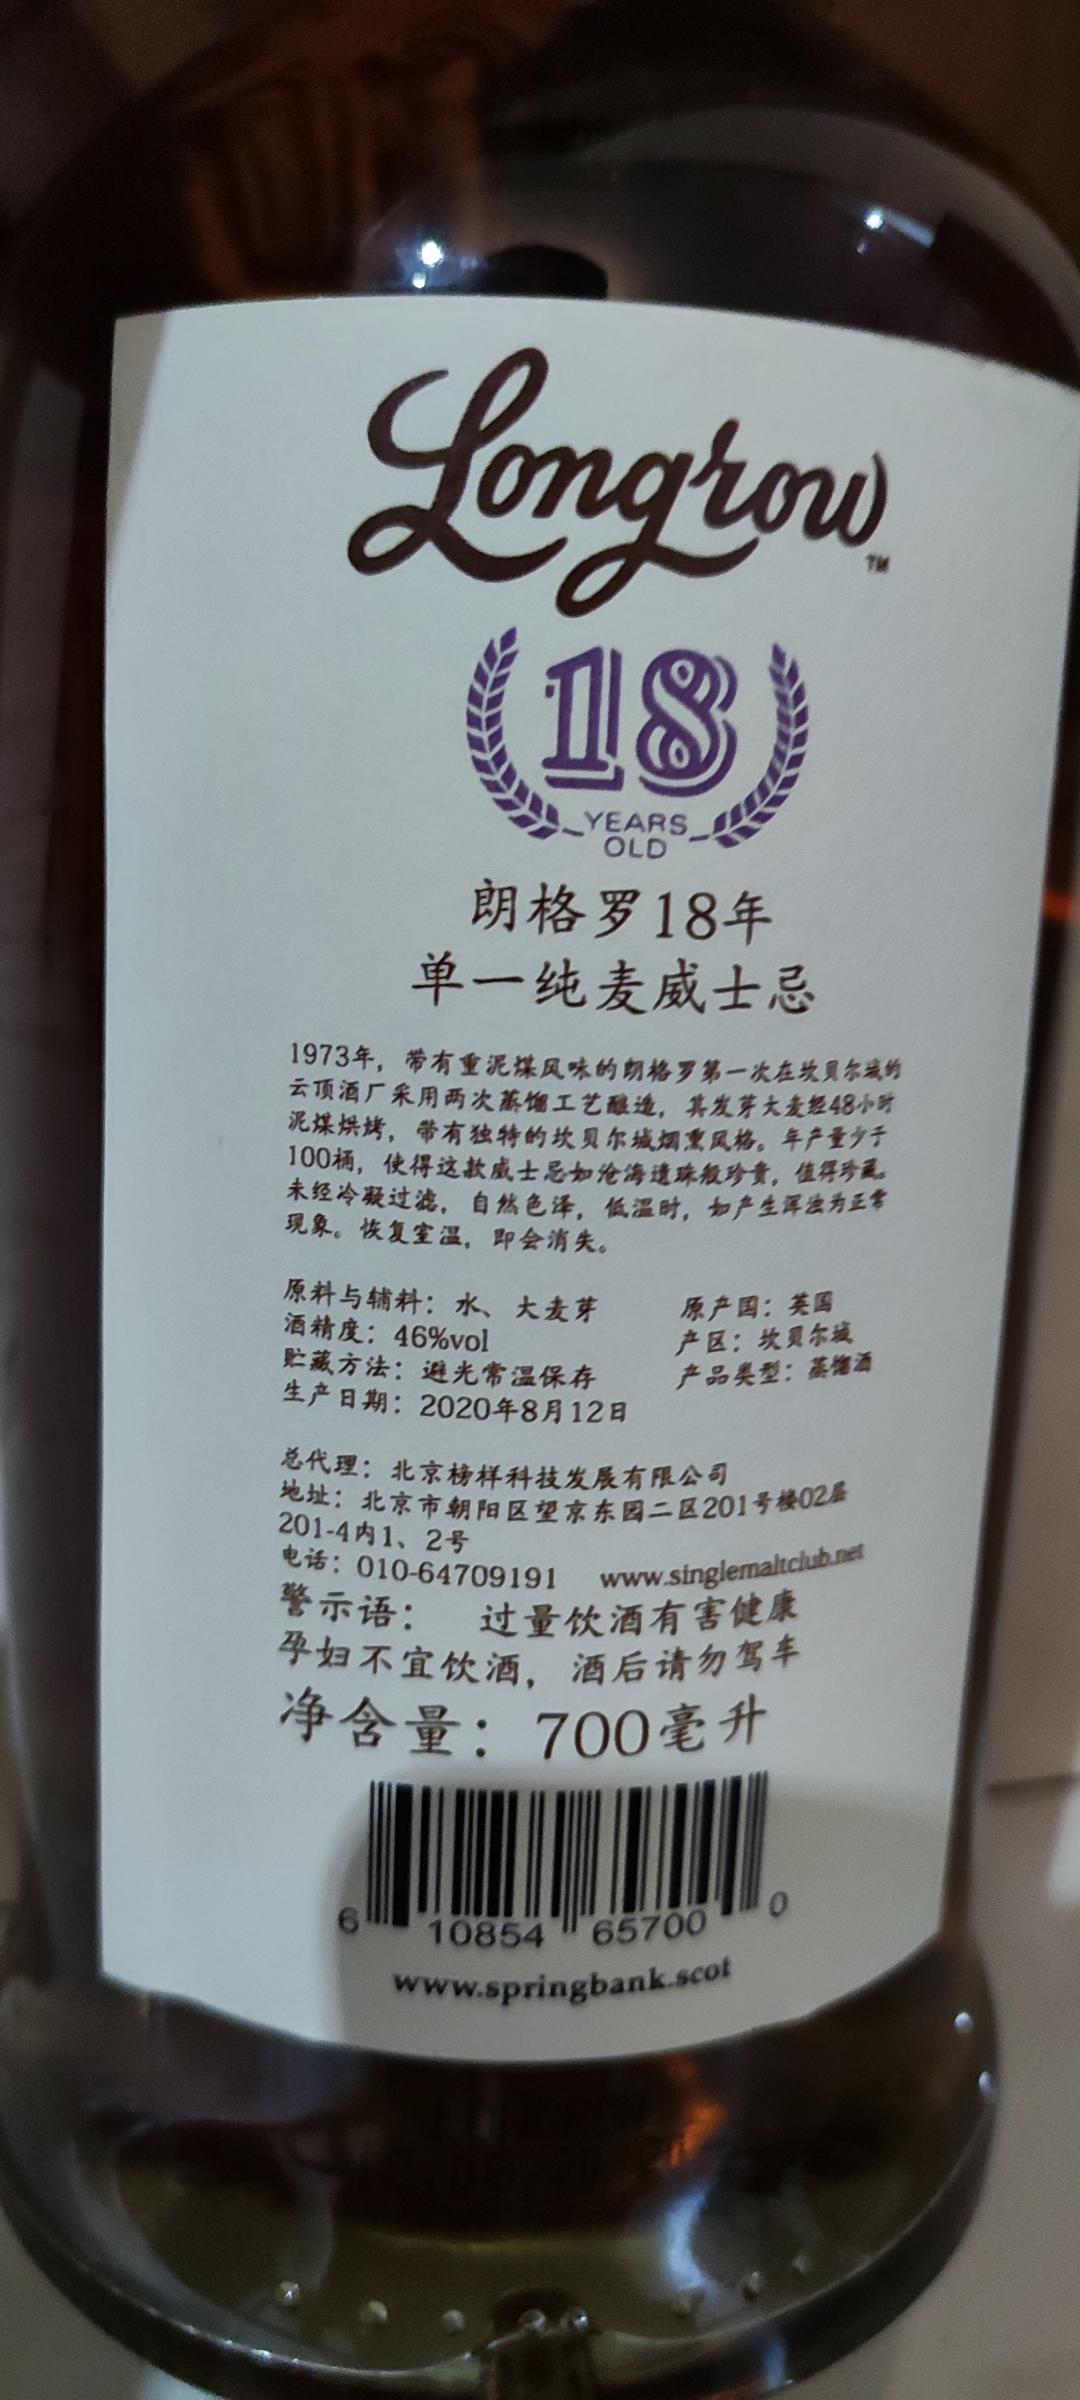 Longrow
TM
18
YEARS
OLD
朗格罗18年
单一纯麦威士忌
1973年，带有重泥煤风味的朗格罗第一次在坎贝尔城的
云顶酒厂采用两次蒸馏工艺酿造，其发芽大麦经48小时
泥煤烘烤，带有独特的坎贝尔城烟熏风格。年产量少于
100桶，使得这款威士忌如沧海遗珠般珍贵，值得珍藏。
未经冷凝过滤，自然色泽，低温时，如产生浑浊为正常
现象。恢复室温，即会消失。
原料与辅料：水、大麦芽 原产国：英国
酒精度：46%vol 产区：坎贝尔城
贮藏方法：避光常温保存 产品类型：蒸馏酒
生产日期：2020年8月12日
总代理：北京榜样科技发展有限公司
地址：北京市朝阳区望京东园二区201号楼02层
201-4内1、2号
电话：010-64709191 www.singlemaltclub.net
警示语： 过量饮酒有害健康
孕妇不宜饮酒，酒后请勿驾车
净含量：700毫升
6 10854 65700 0
www.springbank.scot